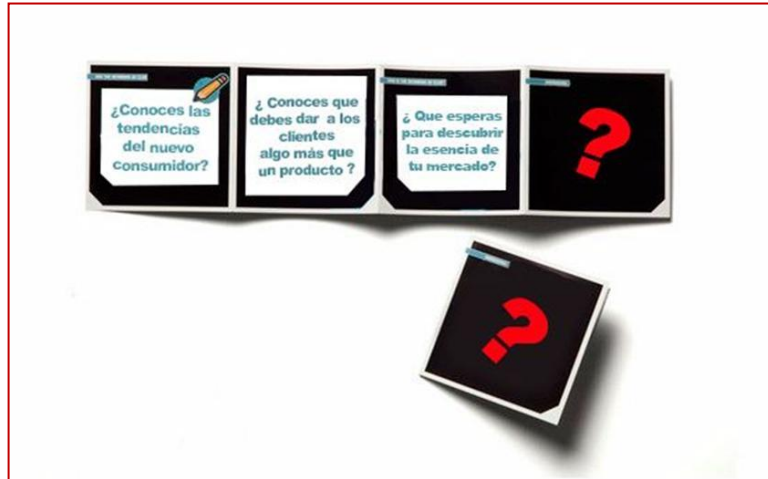 ¿Conoces las
tendencias
del nuevo
consumidor?
¿ Conoces que
debes dar a los
clientes
algo más que
un producto ?
¿ Que esperas
para descubrir
la esencia de
tu mercado?
?
?